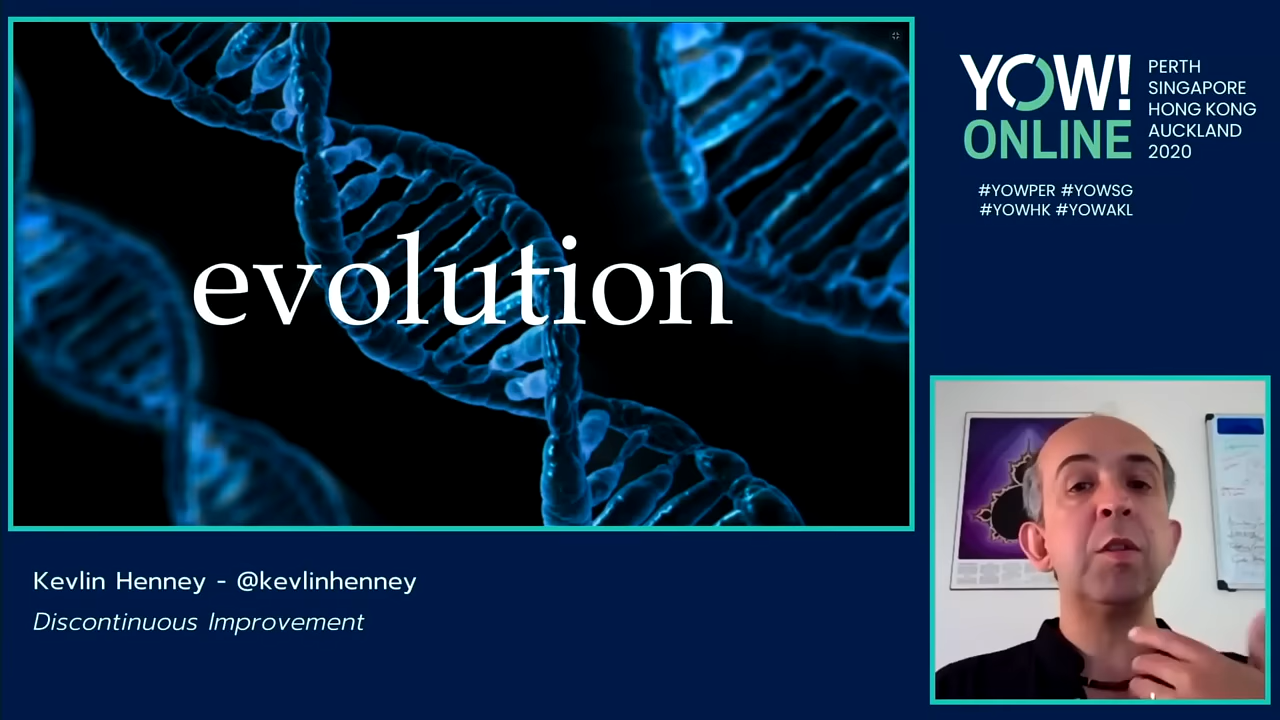 evolution
YOW!
ONLINE
PERTH
SINGAPORE
HONG KONG
AUCKLAND
2020
#YOWPER #YOWSG
#YOWHK #YOWAKL
Kevlin Henney - @kevlinhenney
Discontinuous Improvement